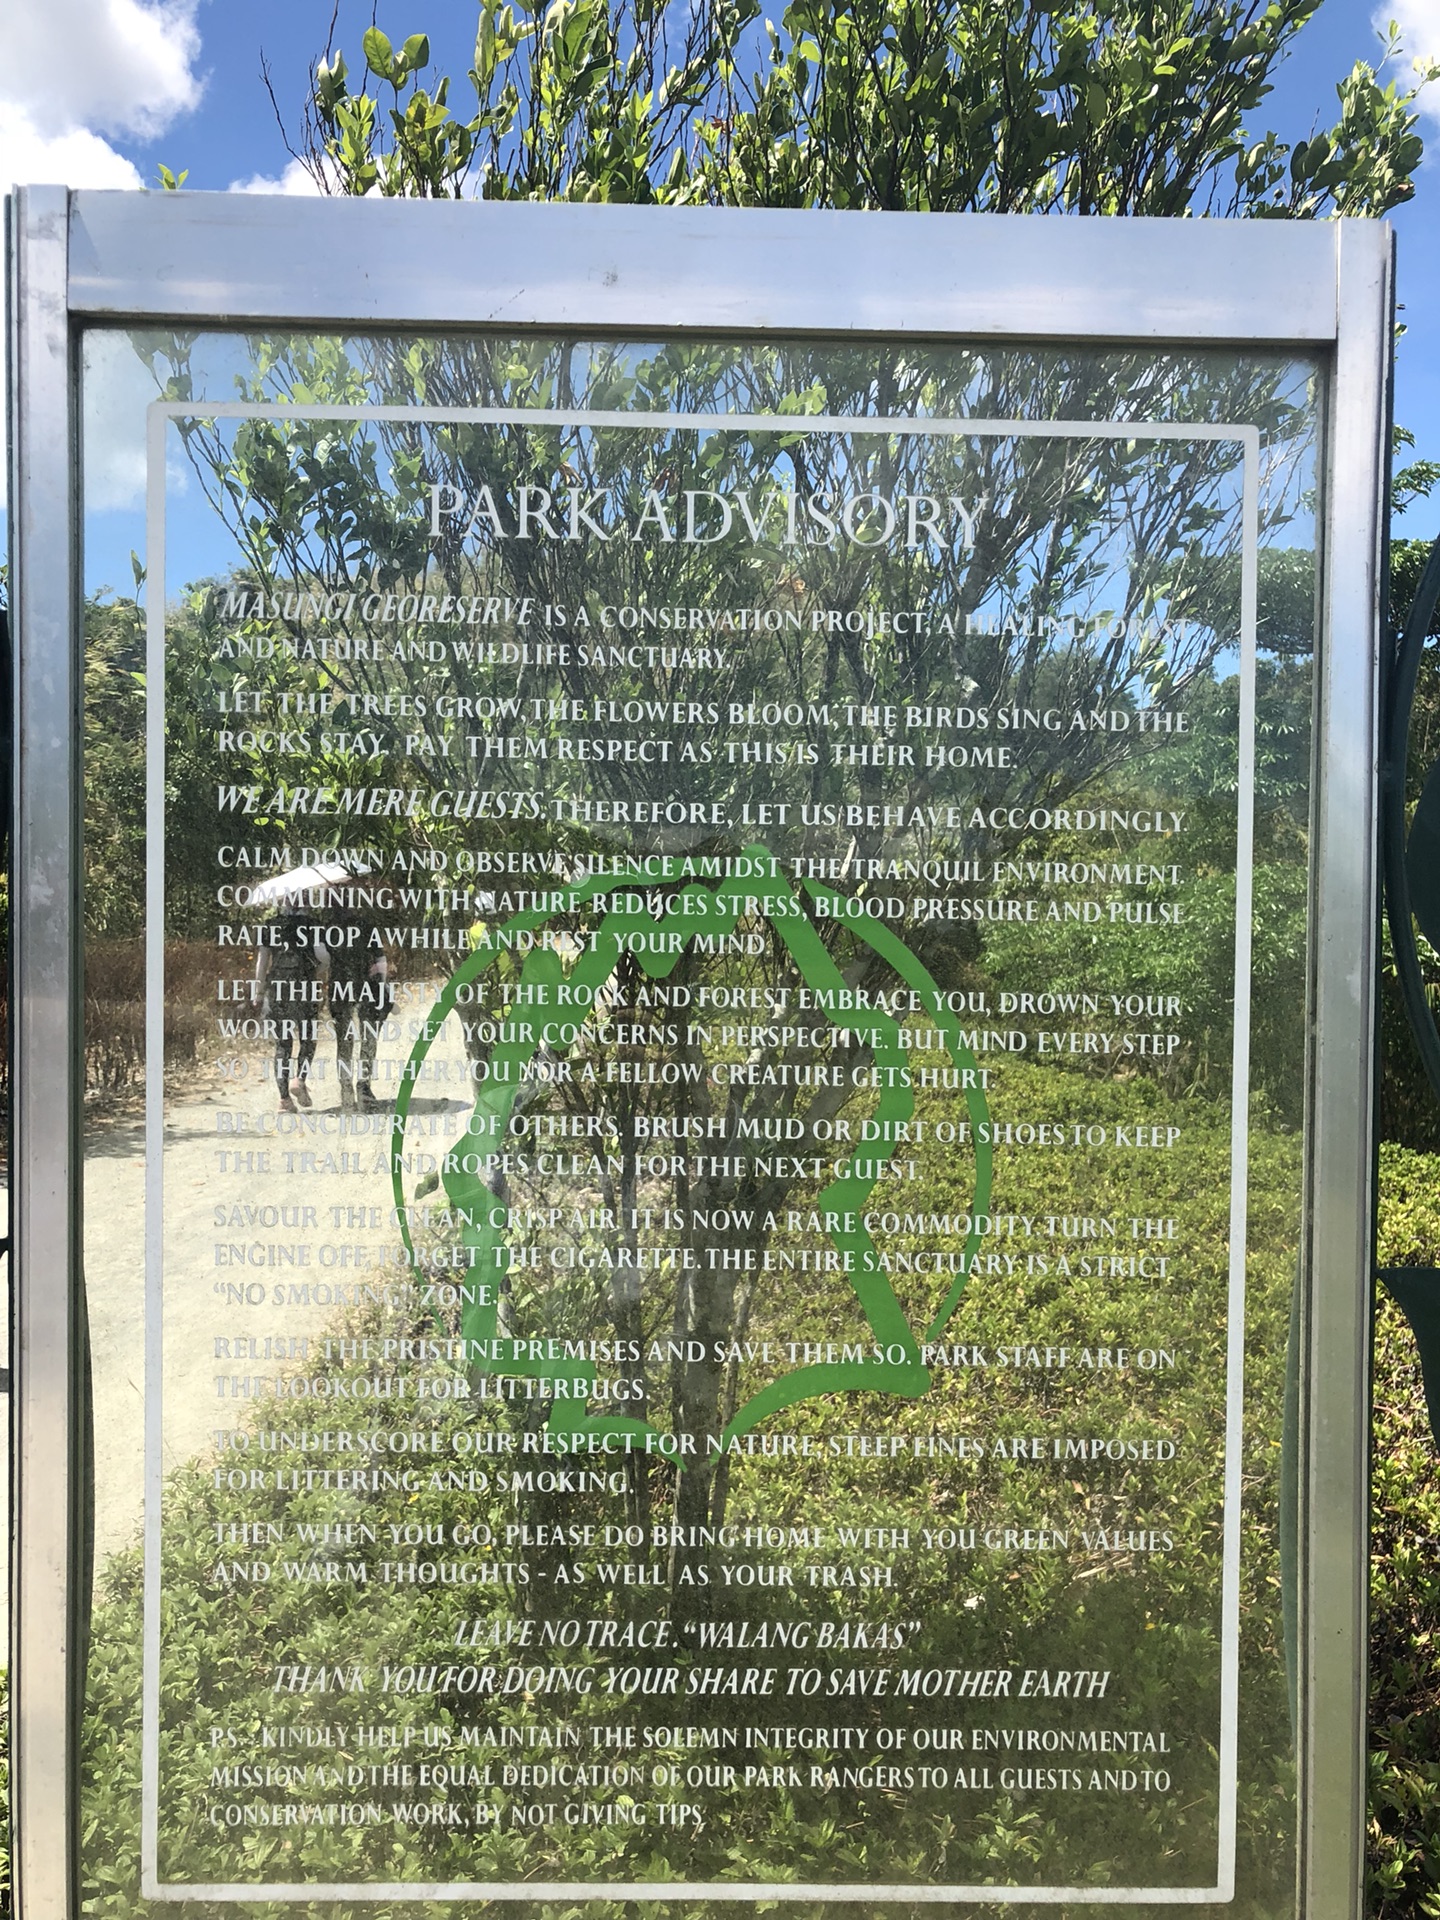 PARK ADVISORY
MASUNGI GEORESERVE IS A CONSERVATION PROJECT, A HEALING FOREST
AND NATURE AND WILDLIFE SANCTUARY.
LET THE TREES GROW, THE FLOWERS BLOOM, THE BIRDS SING AND THE
ROCKS STAY. PAY THEM RESPECT AS THIS IS THEIR HOME.
WE ARE MERE GUESTS. THEREFORE, LET US BEHAVE ACCORDINGLY.
CALM DOWN AND OBSERVE SILENCE AMIDST THE TRANQUIL ENVIRONMENT.
COMMUNING WITH NATURE REDUCES STRESS, BLOOD PRESSURE AND PULSE
RATE, STOP AWHILE AND REST YOUR MIND.
LET THE MAJESTY OF THE ROCK AND FOREST EMBRACE YOU, DROWN YOUR
WORRIES AND SET YOUR CONCERNS IN PERSPECTIVE. BUT MIND EVERY STEP
SO THAT NEITHER YOU NOR A FELLOW CREATURE GETS HURT.
BE CONCIDERATE OF OTHERS. BRUSH MUD OR DIRT OF SHOES TO KEEP
THE TRAIL AND ROPES CLEAN FOR THE NEXT GUEST.
SAVOUR THE CLEAN, CRISP AIR. IT IS NOW A RARE COMMODITY. TURN THE
ENGINE OFF, FORGET THE CIGARETTE. THE ENTIRE SANCTUARY IS A STRICT
“NO SMOKING” ZONE.
RELISH THE PRISTINE PREMISES AND SAVE THEM SO. PARK STAFF ARE ON
THE LOOKOUT FOR LITTERBUGS.
TO UNDERSCORE OUR RESPECT FOR NATURE, STEEP FINES ARE IMPOSED
FOR LITTERING AND SMOKING.
THEN WHEN YOU GO, PLEASE DO BRING HOME WITH YOU GREEN VALUES
AND WARM THOUGHTS - AS WELL AS YOUR TRASH.
LEAVE NO TRACE. “WALANG BAKAS”
THANK YOU FOR DOING YOUR SHARE TO SAVE MOTHER EARTH
P.S. KINDLY HELP US MAINTAIN THE SOLEMN INTEGRITY OF OUR ENVIRONMENTAL
MISSION AND THE EQUAL DEDICATION OF OUR PARK RANGERS TO ALL GUESTS AND TO
CONSERVATION WORK, BY NOT GIVING TIPS.